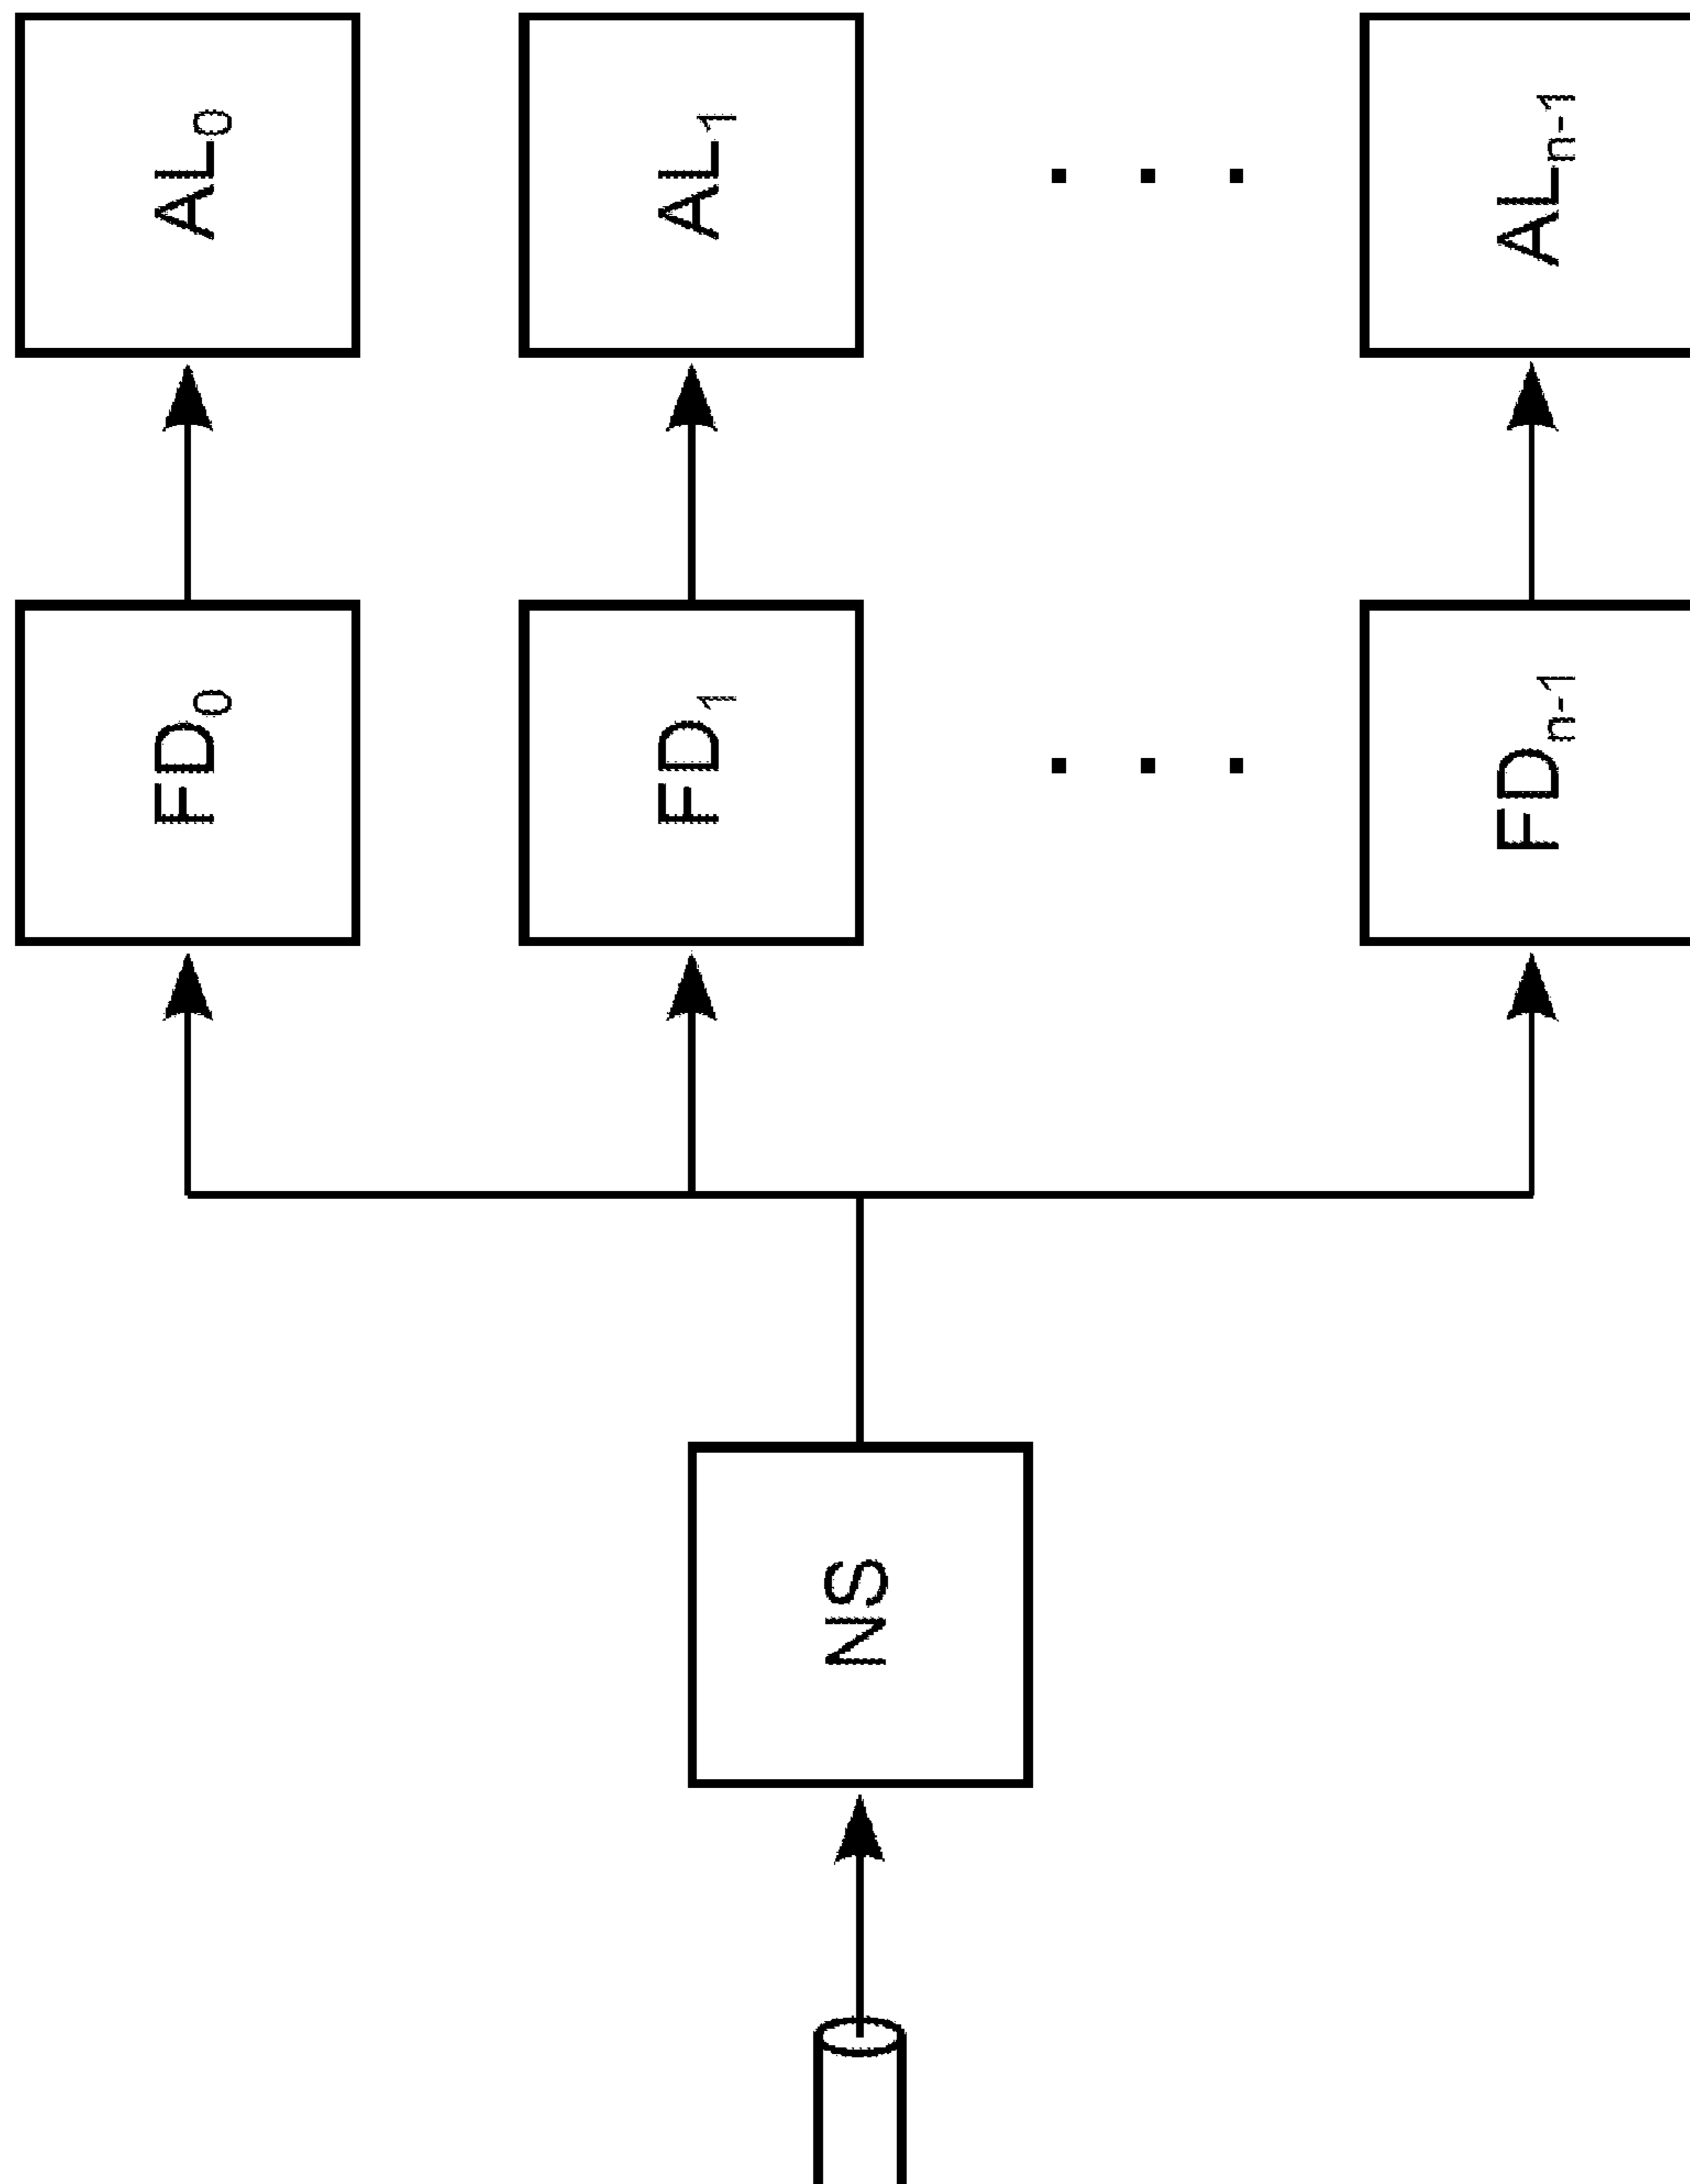 AL₀
AL₁
. . .
ALₙ₋₁
FD₀
FD₁
. . .
FDₙ₋₁
NS